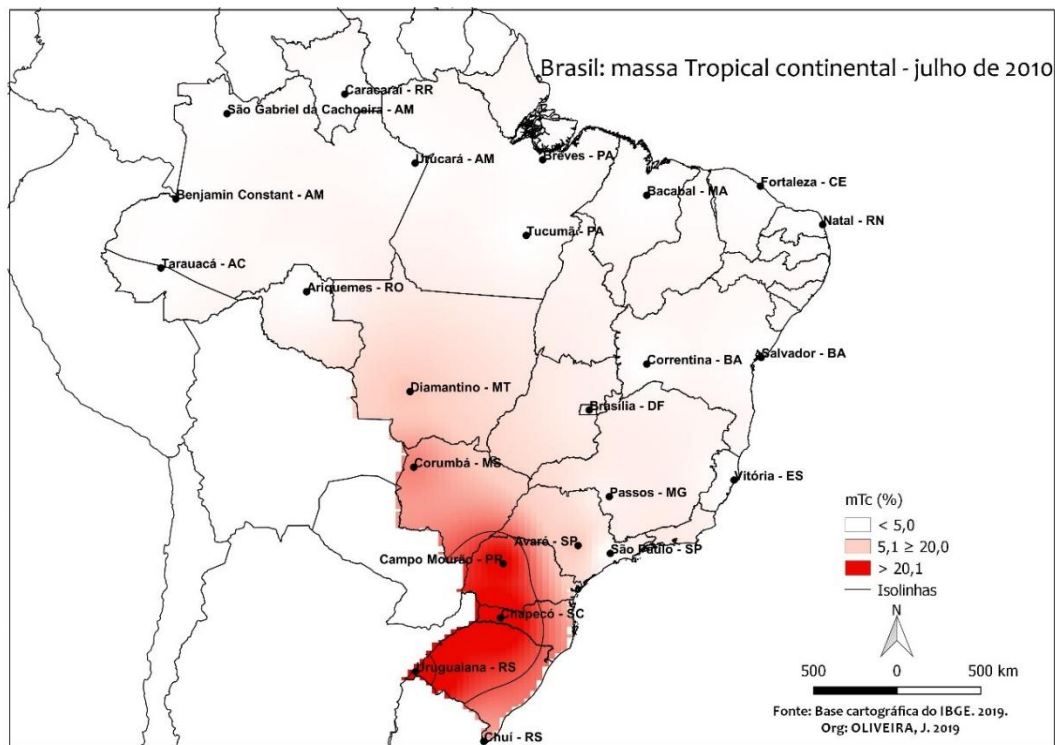 Brasil: massa Tropical continental - julho de 2010
Caracaraí - RR
São Gabriel da Cachoeira - AM
Urucará - AM
Breves - PA
Fortaleza - CE
Benjamin Constant - AM
Bacabal - MA
Natal - RN
Tucumã - PA
Tarauacá - AC
Ariquemes - RO
Salvador - BA
Correntina - BA
Diamantino - MT
Brasília - DF
Corumbá - MS
Vitória - ES
Passos - MG
mTc (%)
< 5,0
5,1 ≥ 20,0
> 20,1
Isolinhas
Avaré - SP
São Paulo - SP
Campo Mourão - PR
Chapecó - SC
N
Uruguaiana - RS
500 0 500 km
Fonte: Base cartográfica do IBGE. 2019.
Org: OLIVEIRA, J. 2019
Chuí - RS